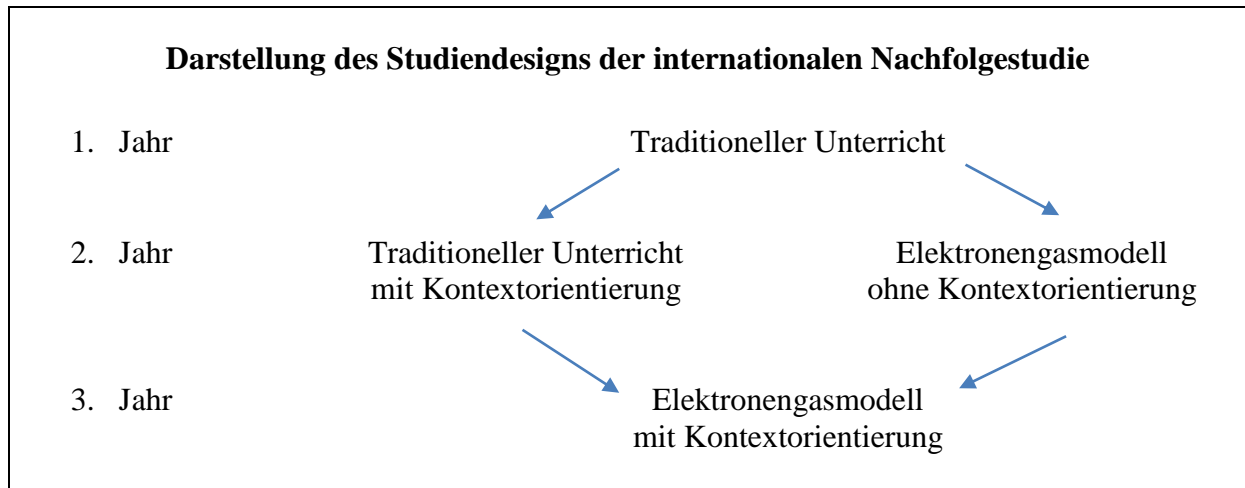 Darstellung des Studiendesigns der internationalen Nachfolgestudie
1. Jahr
Traditioneller Unterricht
2. Jahr
Traditioneller Unterricht
mit Kontextorientierung
Elektronengasmodell
ohne Kontextorientierung
3. Jahr
Elektronengasmodell
mit Kontextorientierung